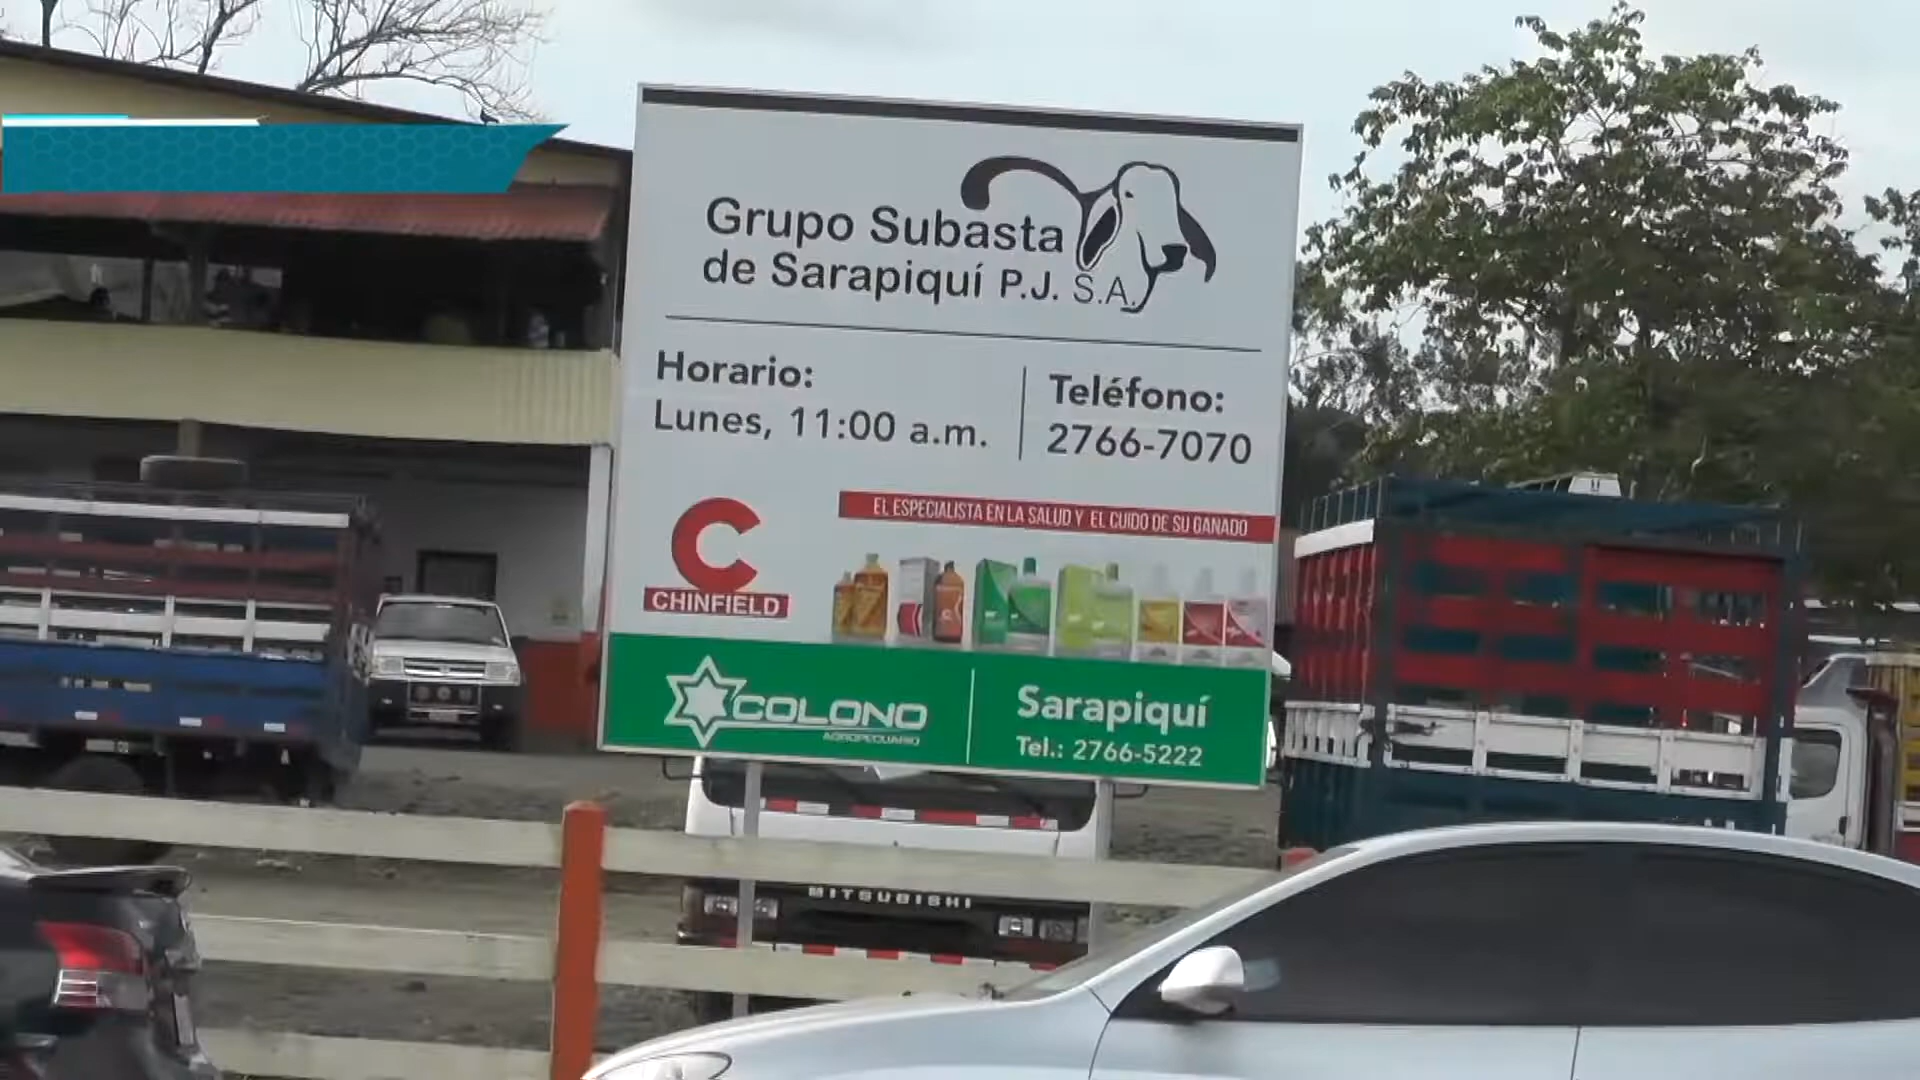 Grupo Subasta
de Sarapiquí P.J. S.A.
Horario:
Lunes, 11:00 a.m.
Teléfono:
2766-7070
EL ESPECIALISTA EN LA SALUD Y EL CUIDO DE SU GANADO
C
CHINFIELD
COLONO
AGROPECUARIO
Sarapiquí
Tel.: 2766-5222
MITSUBISHI